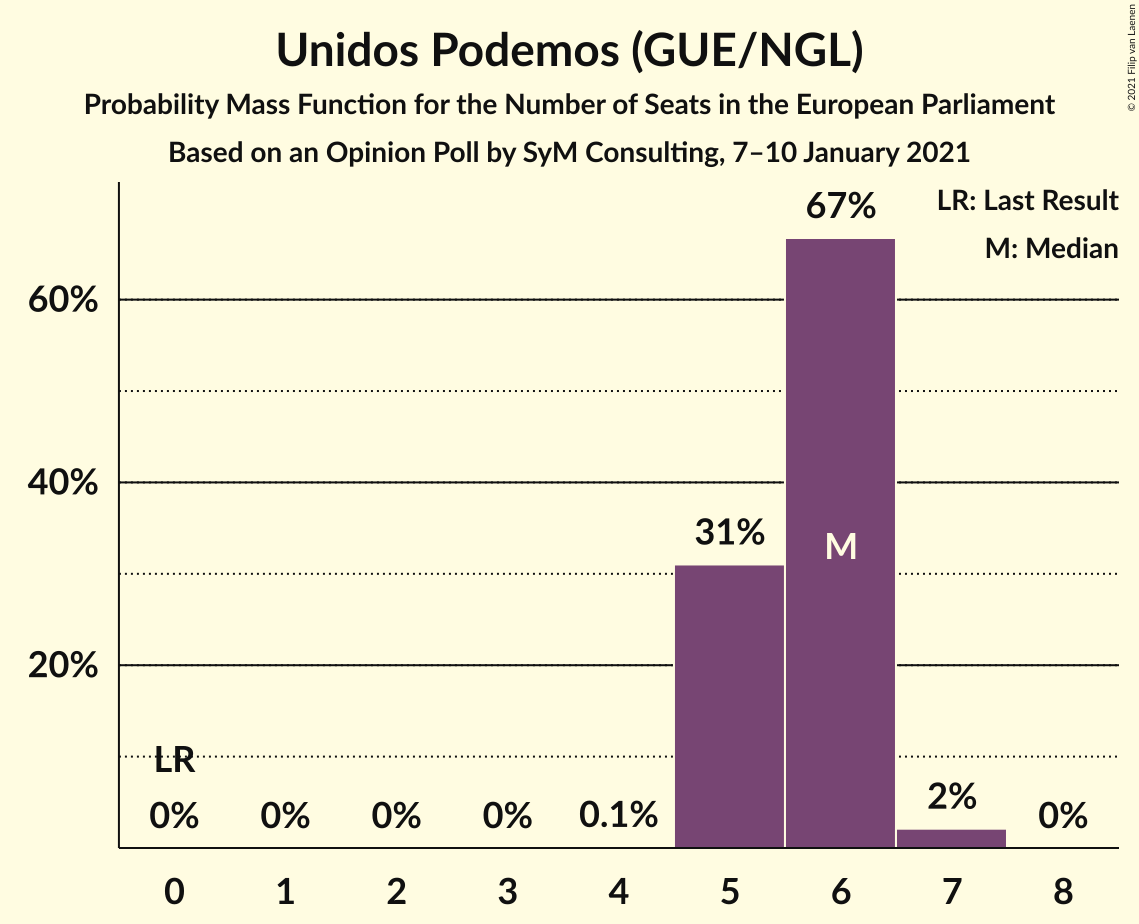 Unidos Podemos (GUE/NGL)
Probability Mass Function for the Number of Seats in the European Parliament
Based on an Opinion Poll by SyM Consulting, 7–10 January 2021
© 2021 Filip van Laenen
LR: Last Result
M: Median
67%
60%
40%
31%
M
20%
LR
0%
0%
0%
0%
0.1%
2%
0%
0 1 2 3 4 5 6 7 8